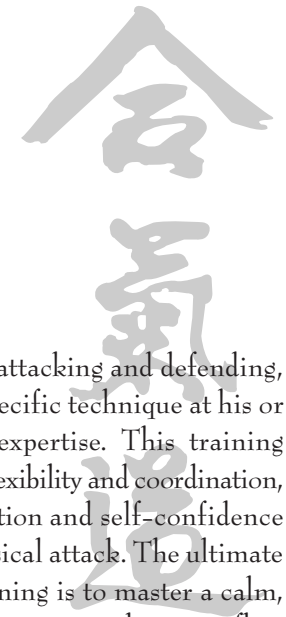 合
氣
道
attacking and defending,
ecific technique at his or
expertise. This training
exibility and coordination,
tion and self-confidence
sical attack. The ultimate
ning is to master a calm,